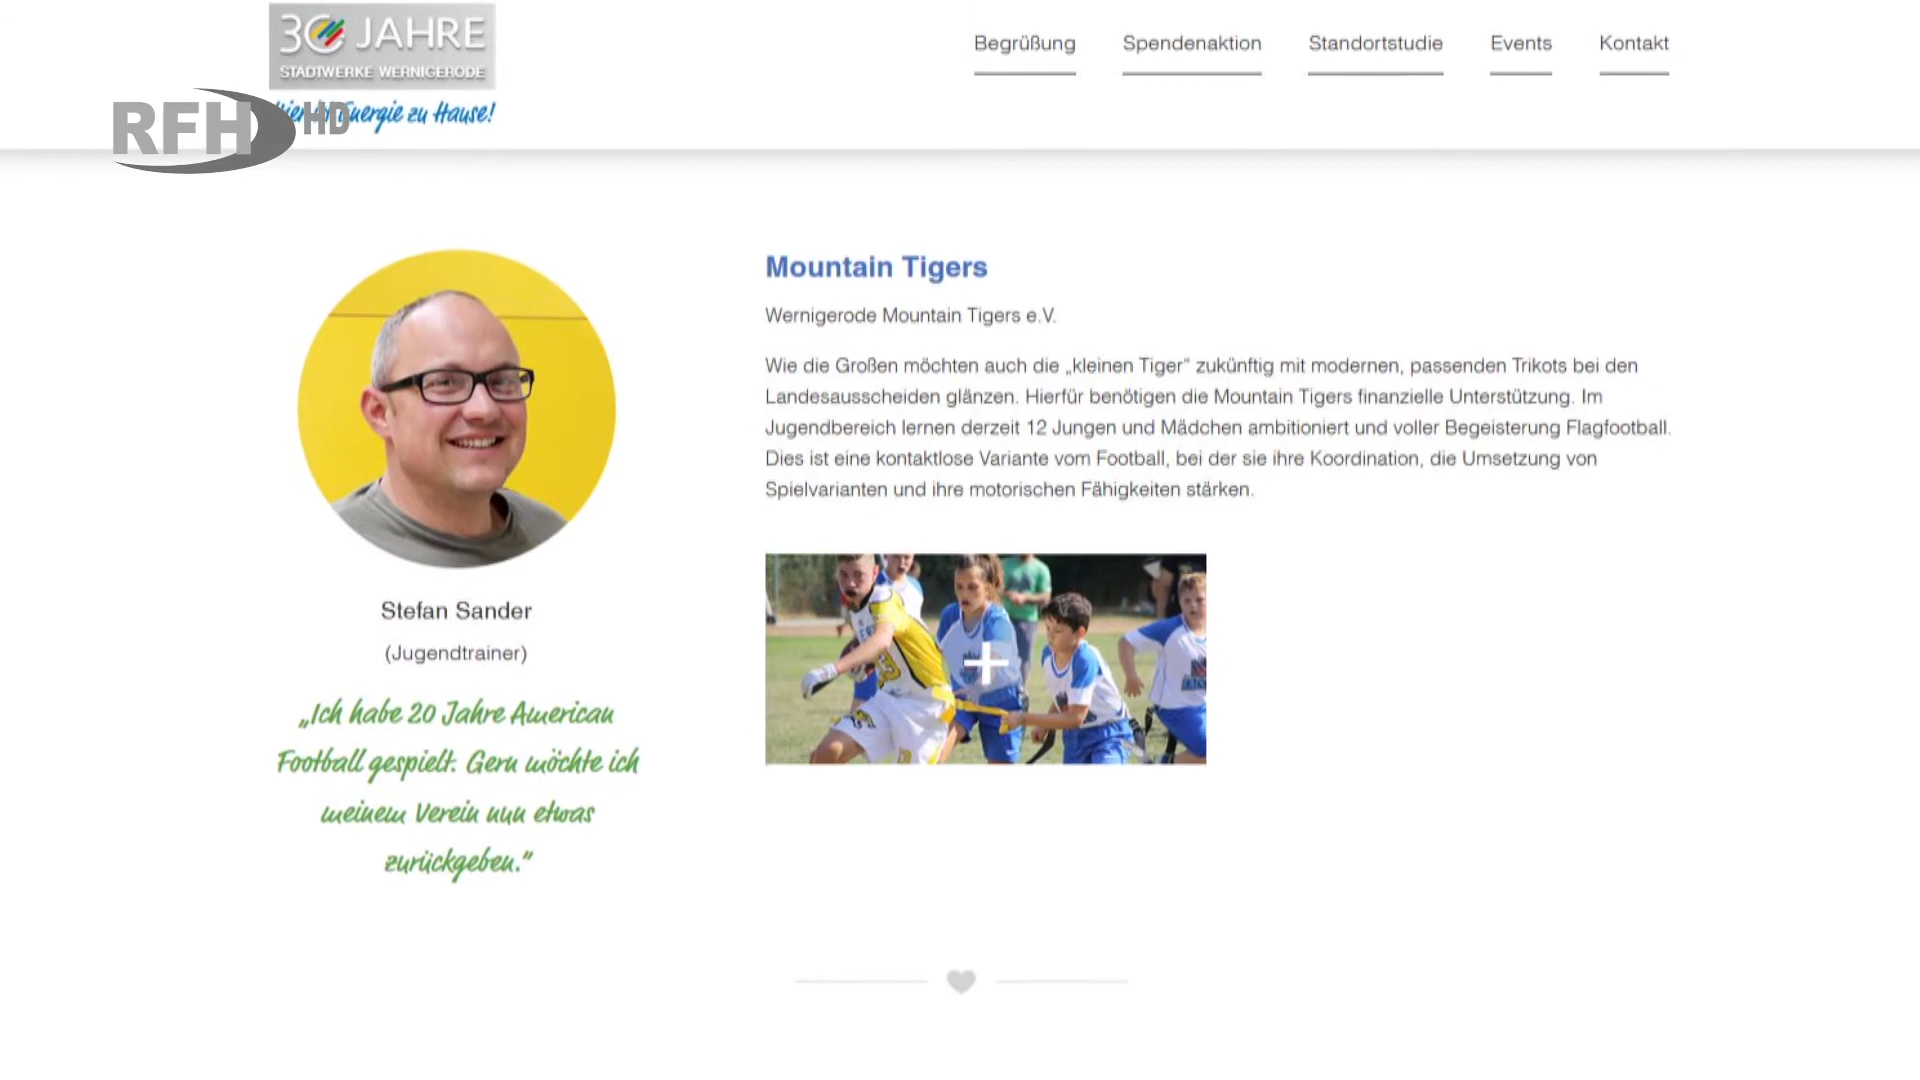 30 JAHRE
STADTWERKE WERNIGERODE
Hier ist Energie zu Hause!
RFH HD
Begrüßung Spendenaktion Standortstudie Events Kontakt
Mountain Tigers
Wernigerode Mountain Tigers e.V.
Wie die Großen möchten auch die „kleinen Tiger“ zukünftig mit modernen, passenden Trikots bei den
Landesausscheiden glänzen. Hierfür benötigen die Mountain Tigers finanzielle Unterstützung. Im
Jugendbereich lernen derzeit 12 Jungen und Mädchen ambitioniert und voller Begeisterung Flagfootball.
Dies ist eine kontaktlose Variante vom Football, bei der sie ihre Koordination, die Umsetzung von
Spielvarianten und ihre motorischen Fähigkeiten stärken.
Stefan Sander
(Jugendtrainer)
„Ich habe 20 Jahre American
Football gespielt. Gern möchte ich
meinem Verein nun etwas
zurückgeben.“